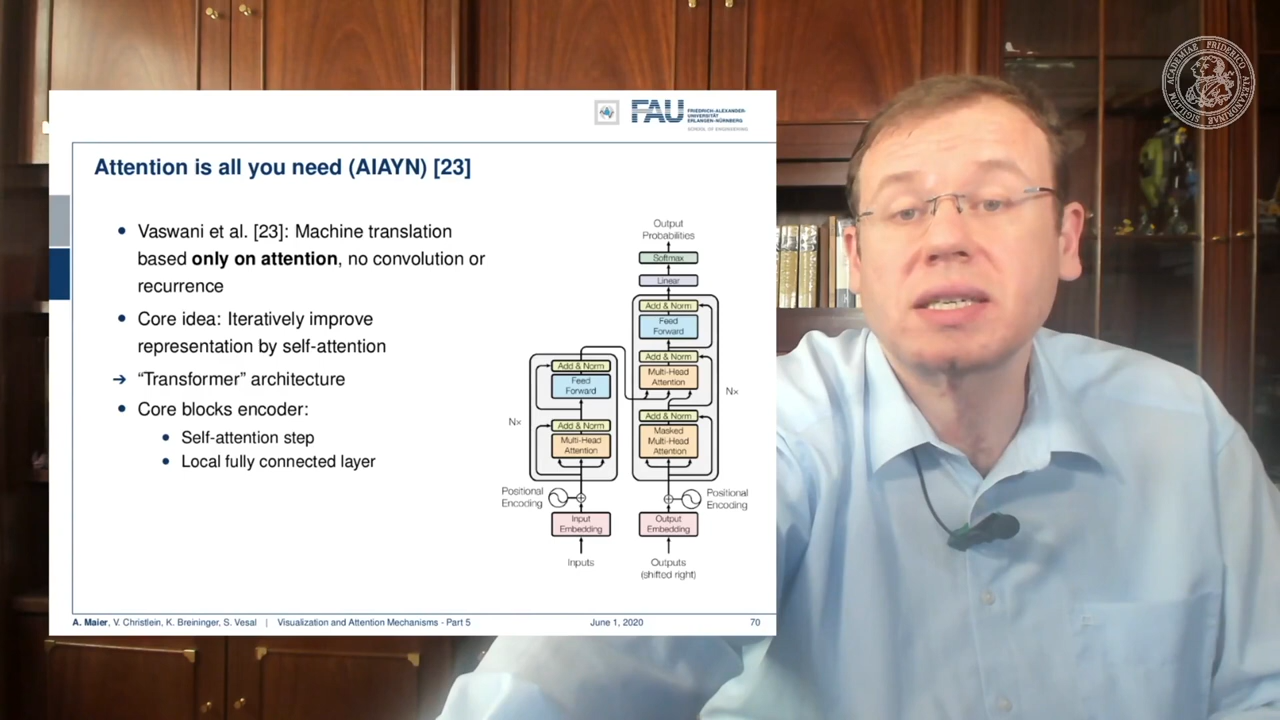 FAU
FRIEDRICH-ALEXANDER-
UNIVERSITÄT
ERLANGEN-NÜRNBERG
SCHOOL OF ENGINEERING
Attention is all you need (AIAYN) [23]
• Vaswani et al. [23]: Machine translation
based only on attention, no convolution or
recurrence
• Core idea: Iteratively improve
representation by self-attention
→ “Transformer” architecture
• Core blocks encoder:
• Self-attention step
• Local fully connected layer
Output
Probabilities
Softmax
Linear
Add & Norm
Feed
Forward
Add & Norm
Multi-Head
Attention
Add & Norm
Masked
Multi-Head
Attention
N×
Positional
Encoding
Output
Embedding
Outputs
(shifted right)
Add & Norm
Feed
Forward
Add & Norm
Multi-Head
Attention
N×
Positional
Encoding
Input
Embedding
Inputs
A. Maier, V. Christlein, K. Breininger, S. Vesal | Visualization and Attention Mechanisms - Part 5 June 1, 2020 70
ACADEMIAE FRIDERICO ALEXANDRINAE SIGILLVM